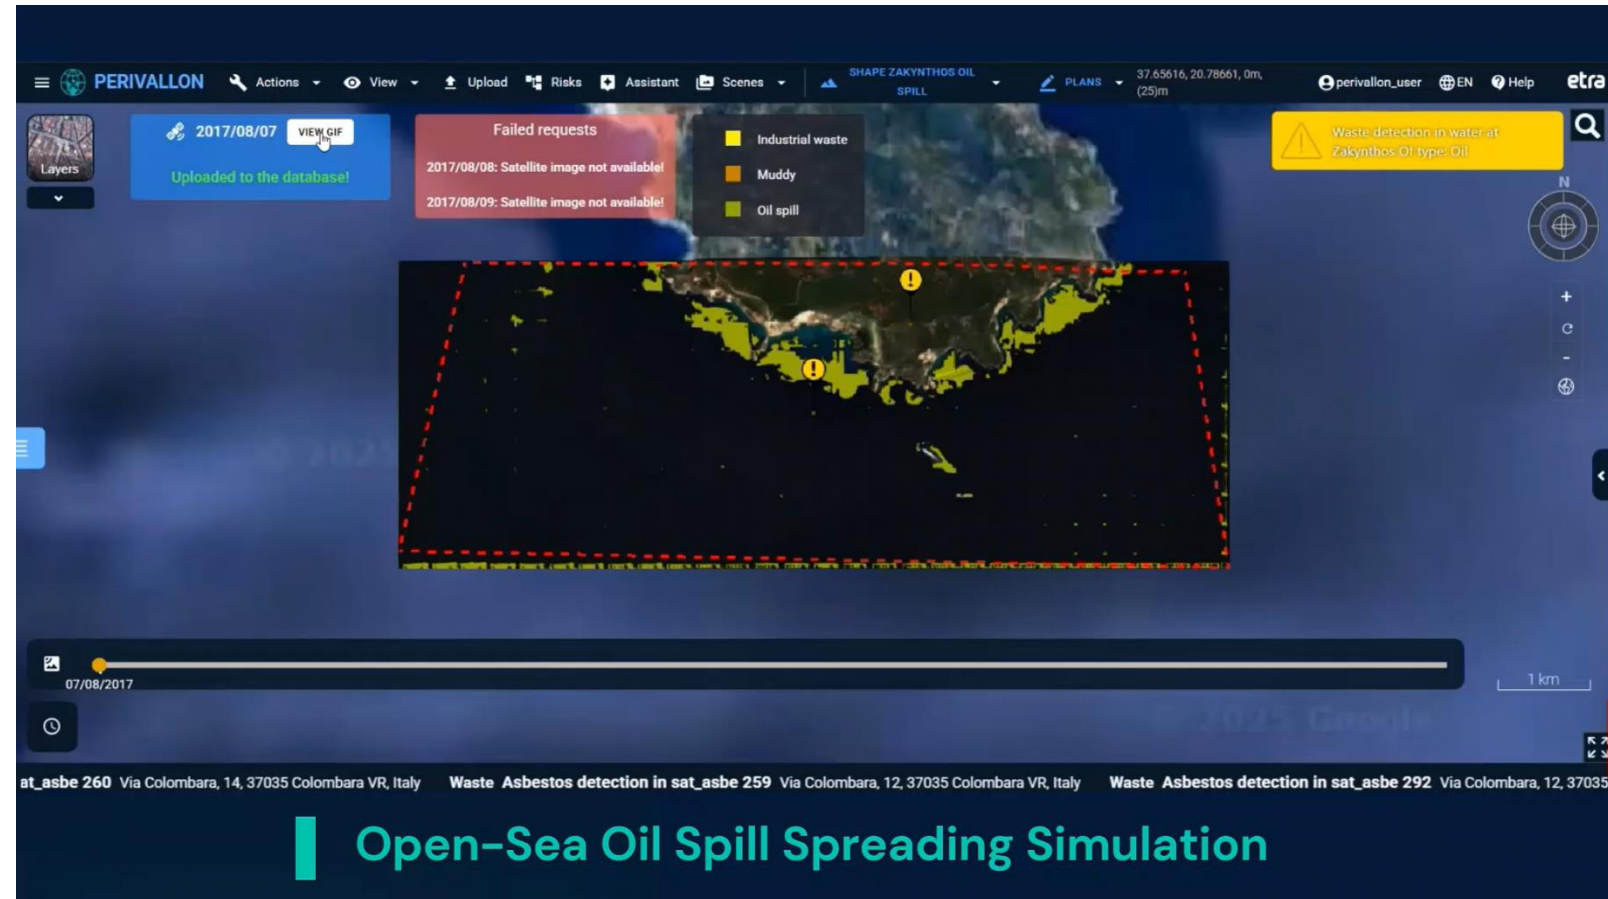 PERIVALLON
Actions
View
Upload
Risks
Assistant
Scenes
SHAPE ZAKYNTHOS OIL
SPILL
PLANS
37.65616, 20.78661, 0m,
(25)m
perivallon_user
EN
Help
etra
Layers
2017/08/07
VIEW GIF
Uploaded to the database!
Failed requests
2017/08/08: Satellite image not available!
2017/08/09: Satellite image not available!
Industrial waste
Muddy
Oil spill
Waste detection in water at
Zakynthos Of type: Oil
N
© 2025
07/08/2017
1 km
© 2025 Google
at_asbe 260 Via Colombara, 14, 37035 Colombara VR, Italy Waste Asbestos detection in sat_asbe 259 Via Colombara, 12, 37035 Colombara VR, Italy Waste Asbestos detection in sat_asbe 292 Via Colombara, 12, 37035
Open-Sea Oil Spill Spreading Simulation